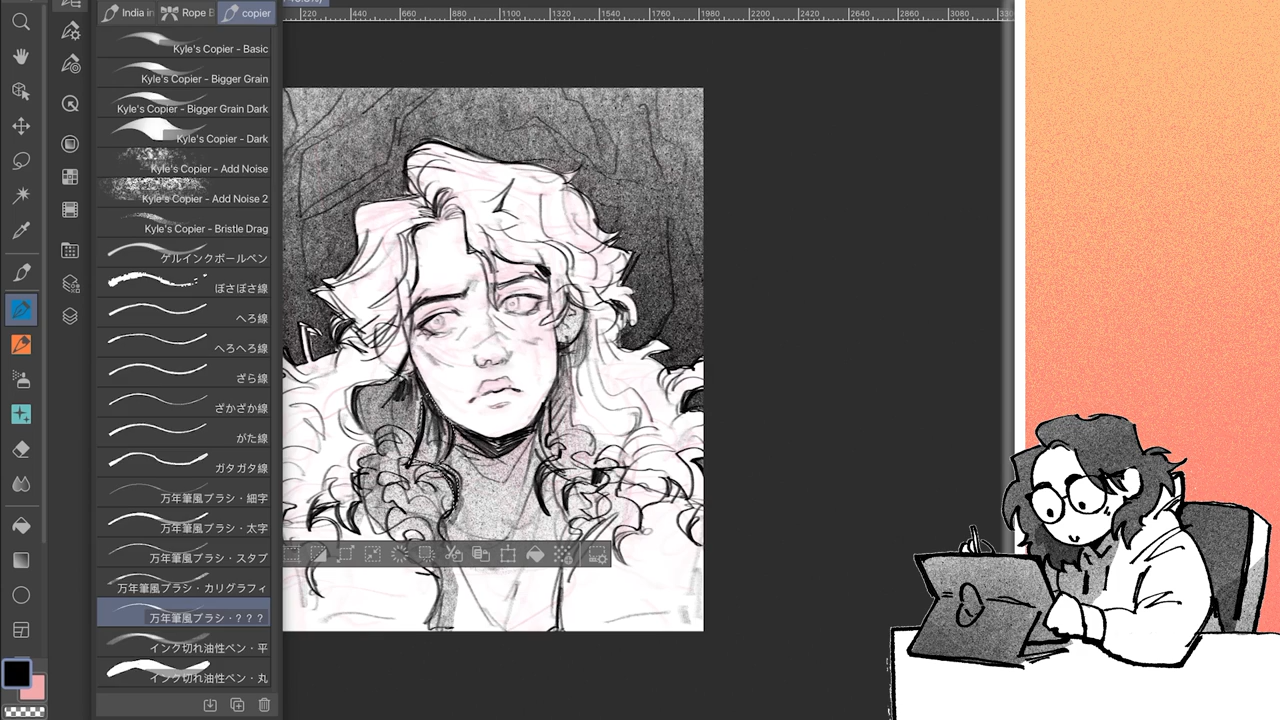 India in
Rope B
copier
220 440 660 880 1100 1320 1540 1760 1980 2200 2420 2640 2860 3080 330
Kyle's Copier - Basic
Kyle's Copier - Bigger Grain
Kyle's Copier - Bigger Grain Dark
Kyle's Copier - Dark
Kyle's Copier - Add Noise
Kyle's Copier - Add Noise 2
Kyle's Copier - Bristle Drag
ゲルインクボールペン
ぼさぼさ線
へろ線
へろへろ線
ざら線
ざかざか線
がた線
ガタガタ線
万年筆風ブラシ・細字
万年筆風ブラシ・太字
万年筆風ブラシ・スタブ
万年筆風ブラシ・カリグラフィ
万年筆風ブラシ・? ? ?
インク切れ油性ペン・平
インク切れ油性ペン・丸